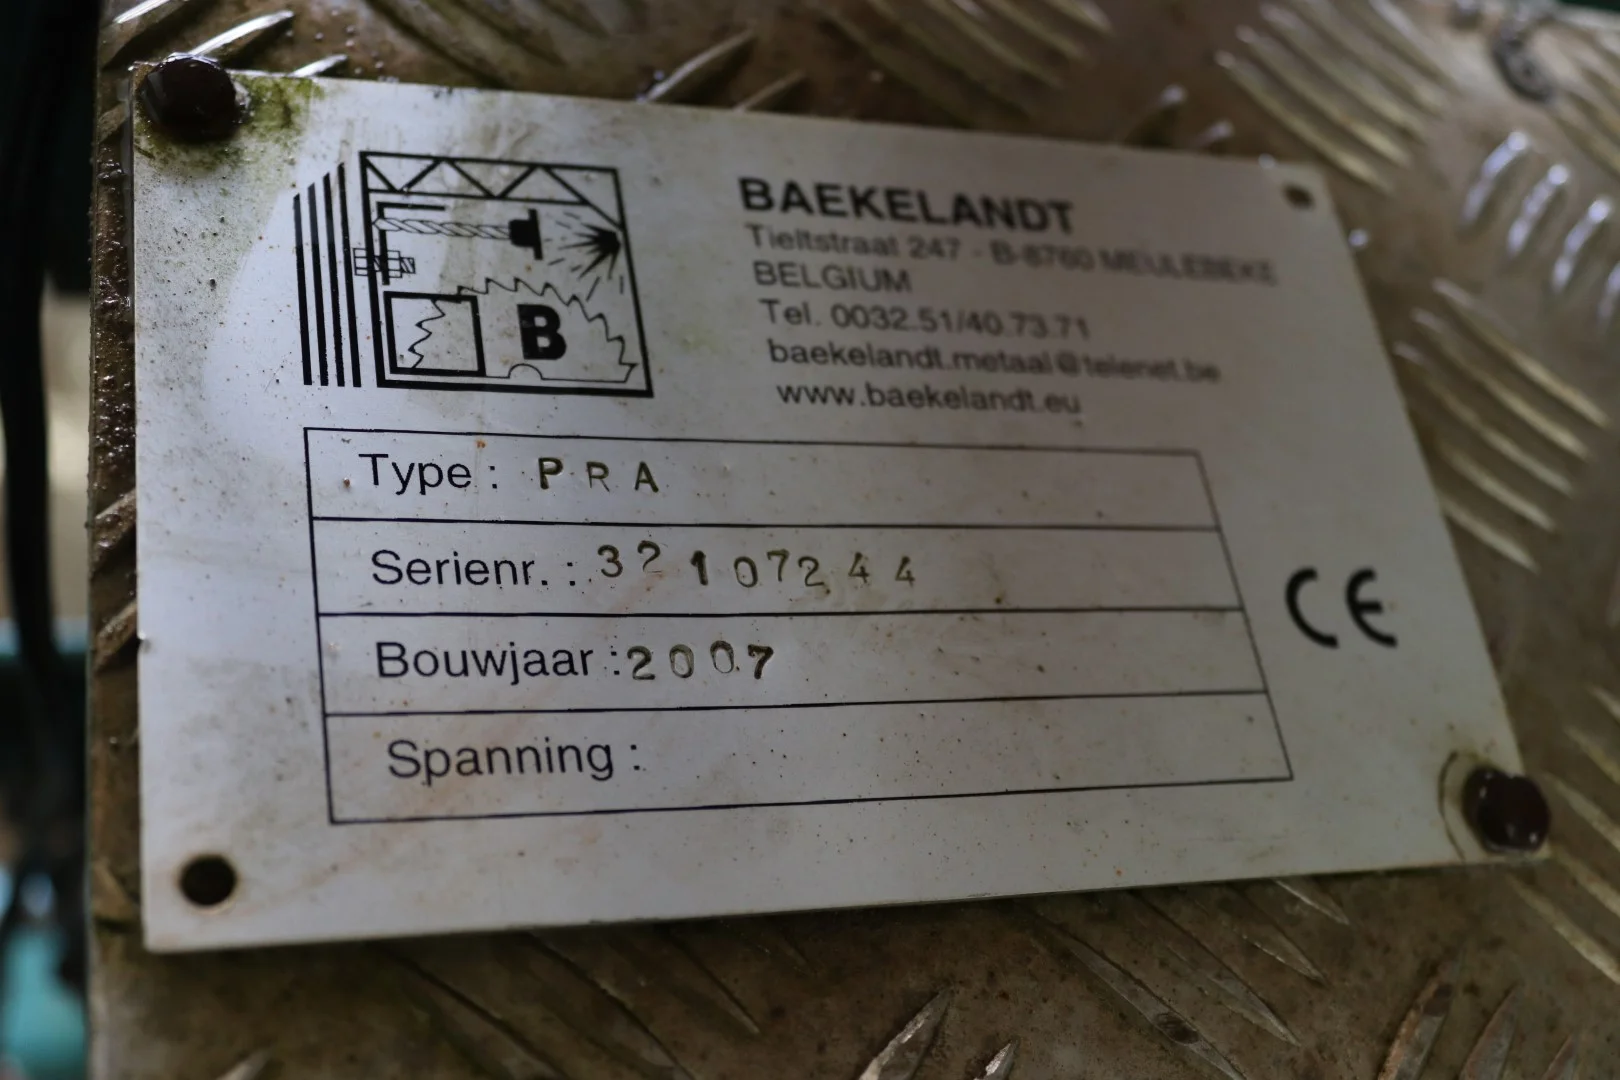 B
BAEKELANDT
Tieltstraat 247 - B-8760 MEULEBEKE
BELGIUM
Tel. 0032.51/40.73.71
baekelandt.metaal@telenet.be
www.baekelandt.eu
Type : PRA
Serienr. : 32107244
Bouwjaar : 2007
Spanning :
CE